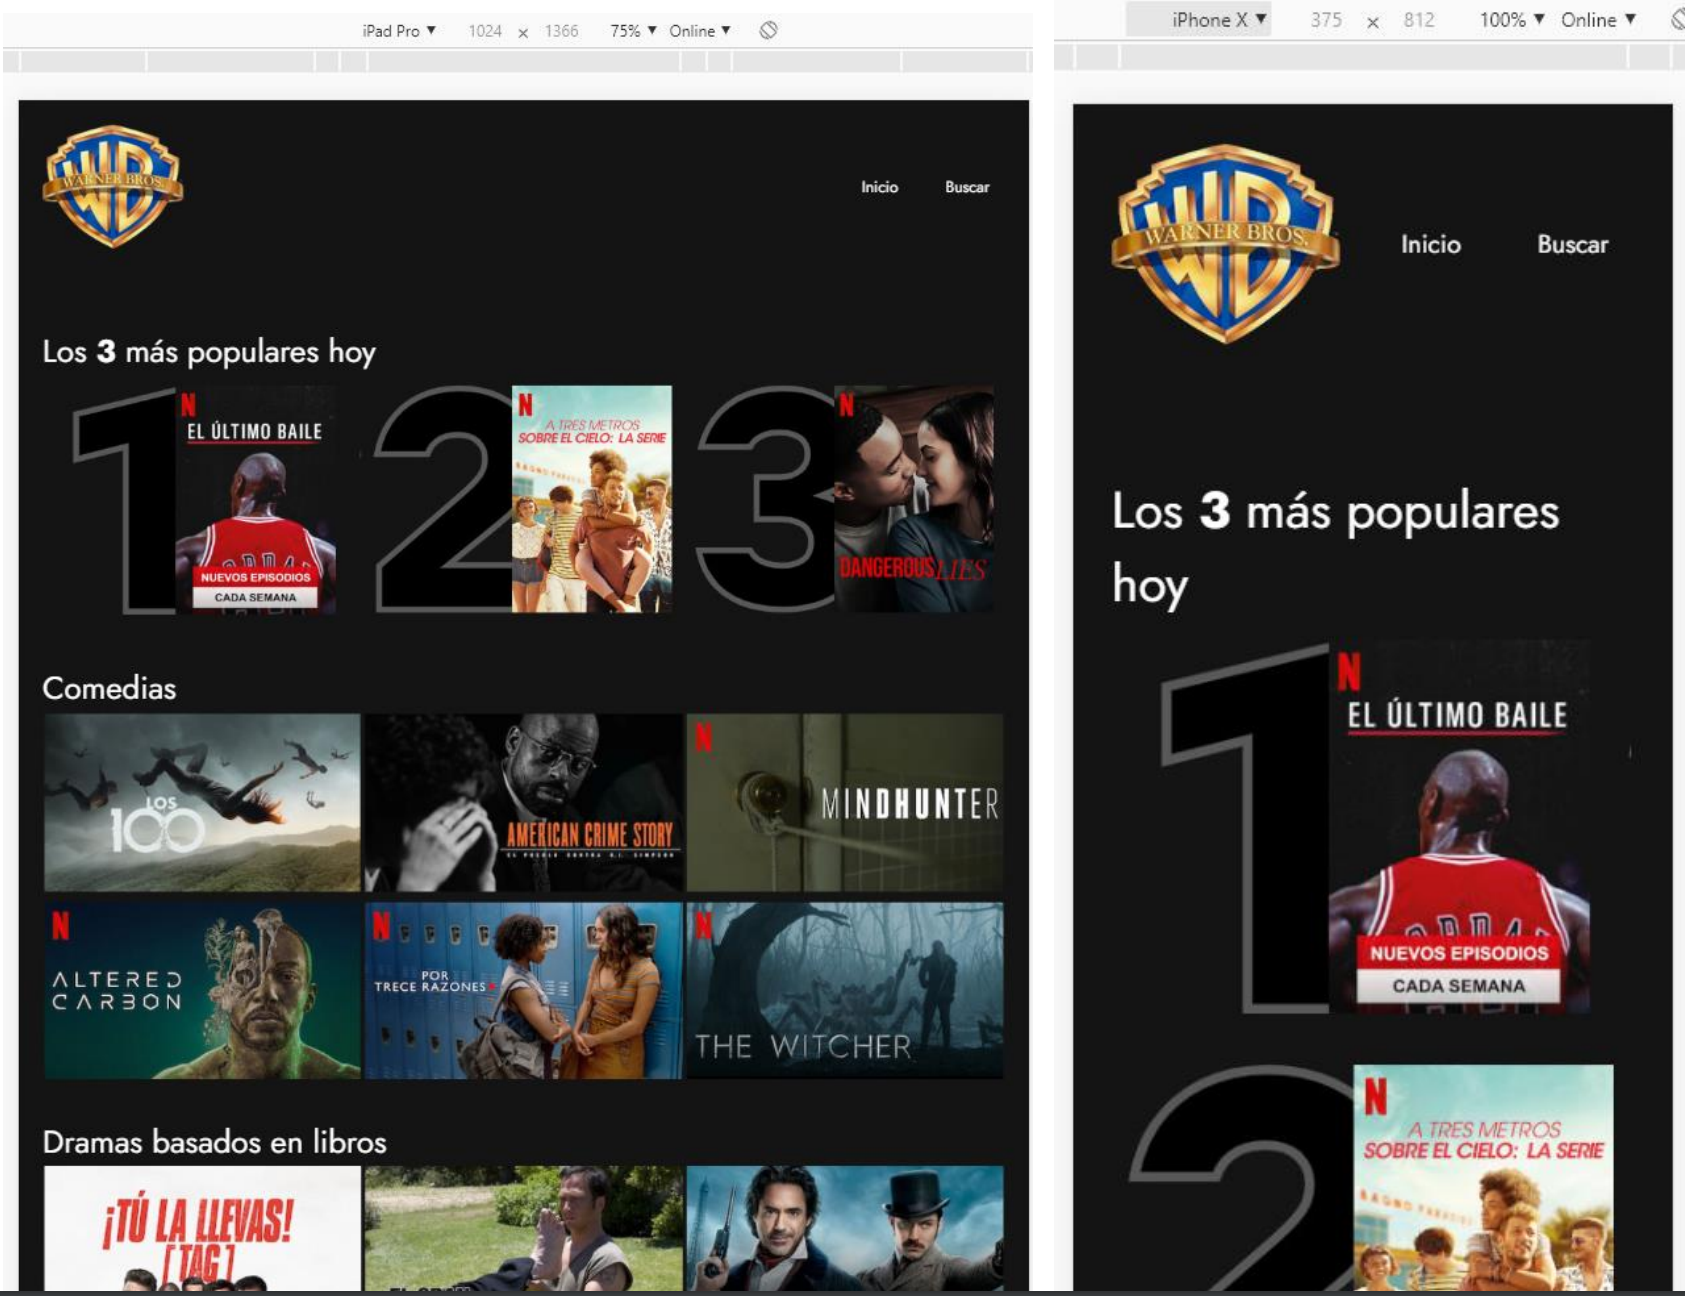 iPad Pro ▼ 1024 × 1366 75% ▼ Online ▼
WARNER BROS.
Inicio Buscar
Los 3 más populares hoy
1
N
EL ÚLTIMO BAILE
NUEVOS EPISODIOS
CADA SEMANA
2
N
A TRES METROS
SOBRE EL CIELO: LA SERIE
3
N
DANGEROUS LIES
Comedias
LOS
100
AMERICAN CRIME STORY
EL PUEBLO CONTRA O.J. SIMPSON
N
MINDHUNTER
N
ALTERED
CARBON
N
POR
TRECE RAZONES
N
THE WITCHER
Dramas basados en libros
¡TÚ LA LLEVAS!
[TAG]
iPhone X ▼ 375 × 812 100% ▼ Online ▼
WARNER BROS.
Inicio Buscar
Los 3 más populares
hoy
1
N
EL ÚLTIMO BAILE
NUEVOS EPISODIOS
CADA SEMANA
2
N
A TRES METROS
SOBRE EL CIELO: LA SERIE